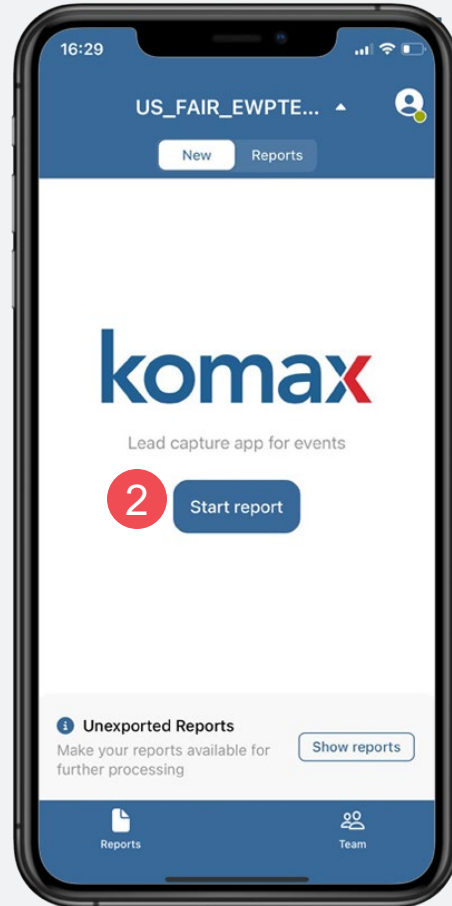 16:29
US_FAIR_EWPTE...
New Reports
komax
Lead capture app for events
2
Start report
Unexported Reports
Make your reports available for
further processing
Show reports
Reports
Team